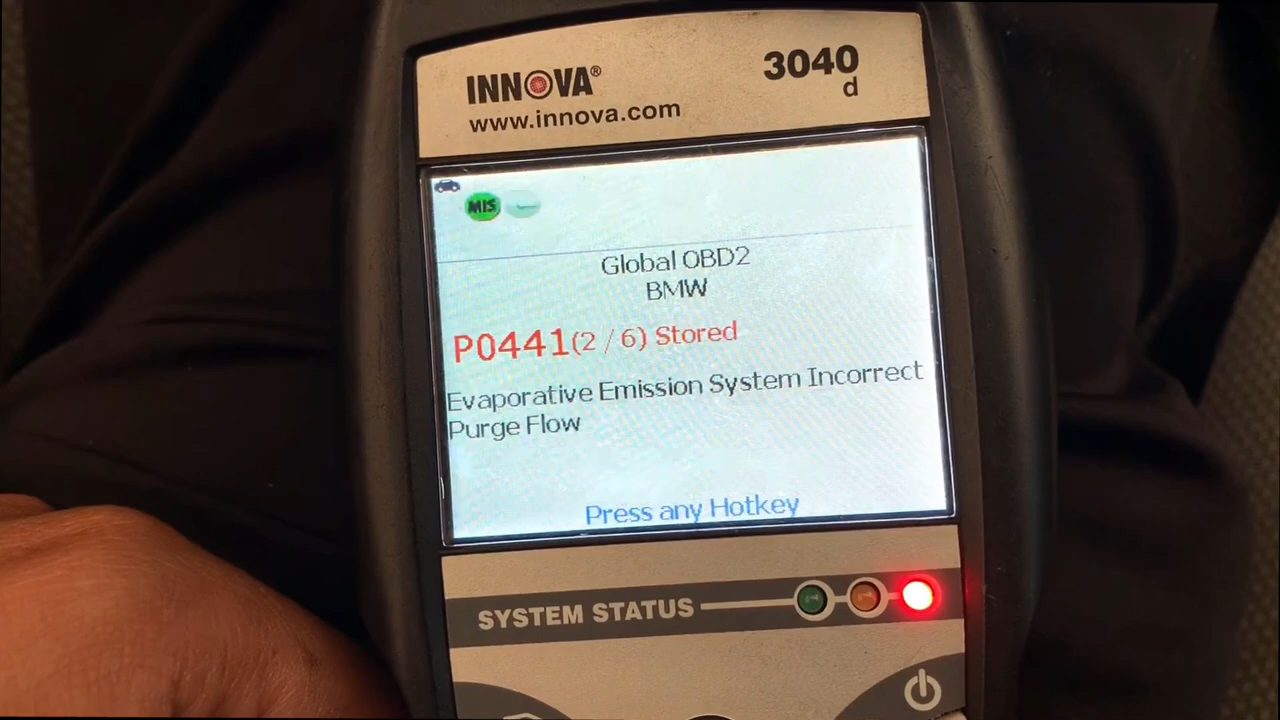 INNOVA®
3040
d
www.innova.com
MIS
Global OBD2
BMW
P0441(2 / 6) Stored
Evaporative Emission System Incorrect
Purge Flow
Press any Hotkey
SYSTEM STATUS